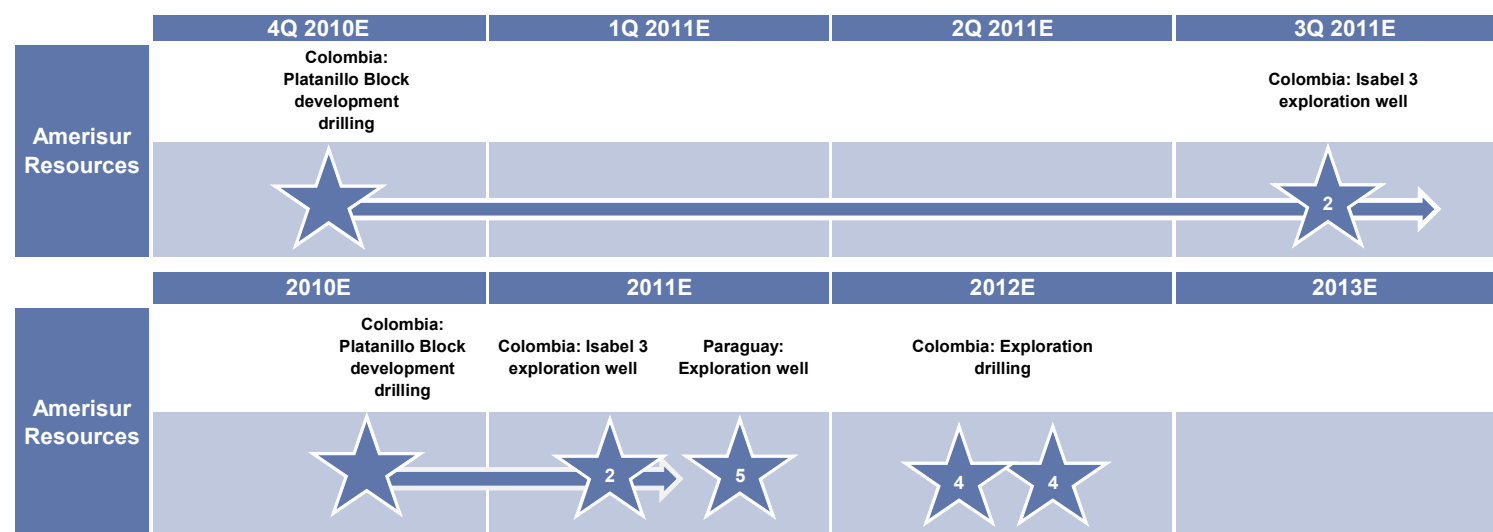 4Q 2010E 1Q 2011E 2Q 2011E 3Q 2011E
Colombia:
Platanillo Block
development
drilling
Colombia: Isabel 3
exploration well
Amerisur
Resources
2
2010E 2011E 2012E 2013E
Colombia:
Platanillo Block
development
drilling
Colombia: Isabel 3
exploration well
Paraguay:
Exploration well
Colombia: Exploration
drilling
Amerisur
Resources
2 5 4 4